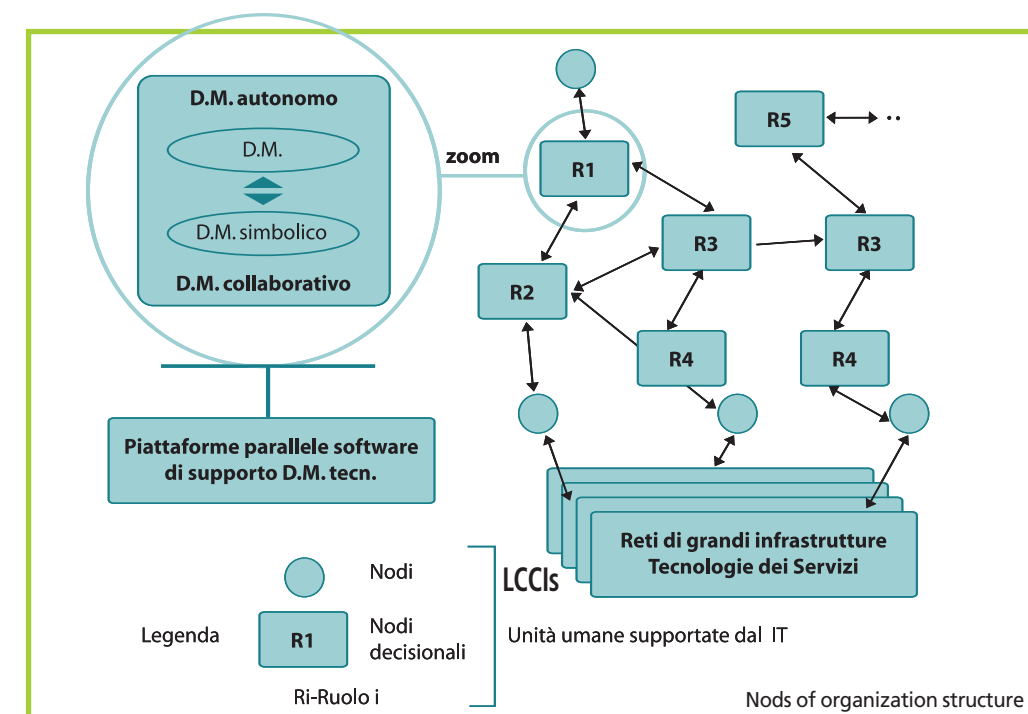 D.M. autonomo
D.M.
D.M. simbolico
D.M. collaborativo
zoom
R1
R5
..
R3
R3
R2
R4
R4
Piattaforme parallele software
di supporto D.M. tecn.
Reti di grandi infrastrutture
Tecnologie dei Servizi
Legenda
Nodi
R1
Nodi
decisionali
Ri-Ruolo i
LCCIs
Unità umane supportate dal IT
Nods of organization structure